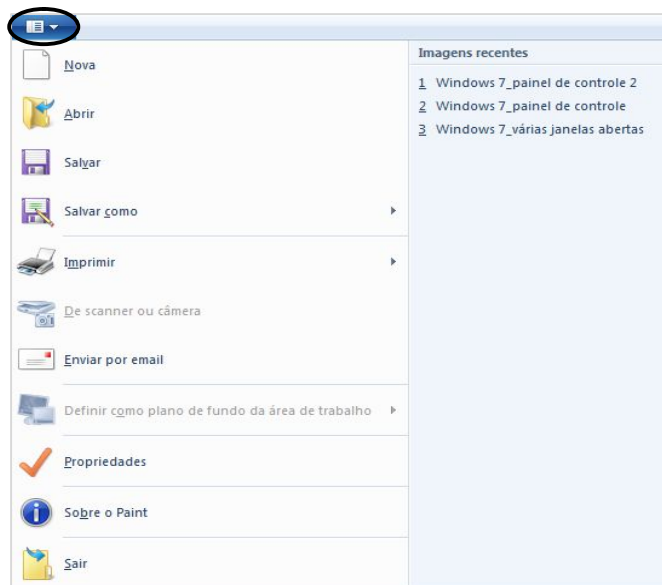 Nova
Abrir
Salvar
Salvar como
Imprimir
De scanner ou câmera
Enviar por email
Definir como plano de fundo da área de trabalho
Propriedades
Sobre o Paint
Sair
Imagens recentes
1 Windows 7_painel de controle 2
2 Windows 7_painel de controle
3 Windows 7_várias janelas abertas